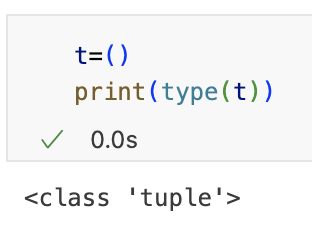 t=()
print(type(t))
0.0s
<class 'tuple'>